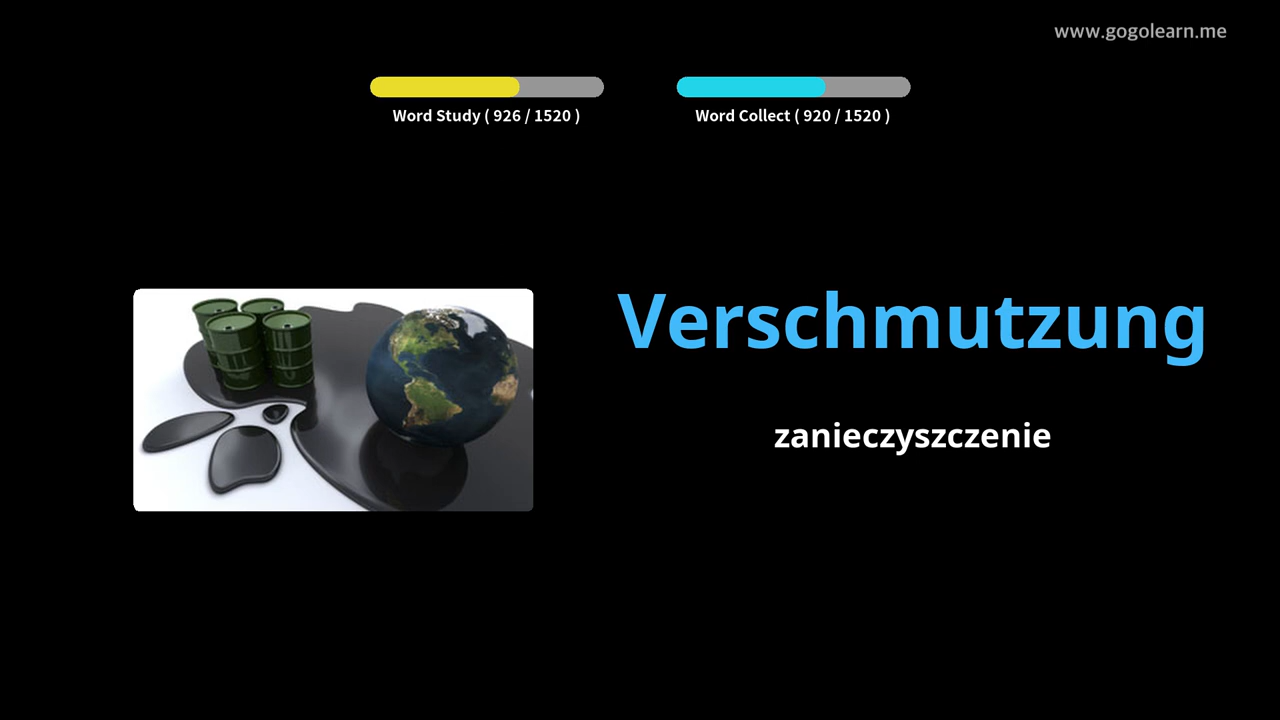 www.gogolearn.me
Word Study ( 926 / 1520 )
Word Collect ( 920 / 1520 )
Verschmutzung
zanieczyszczenie